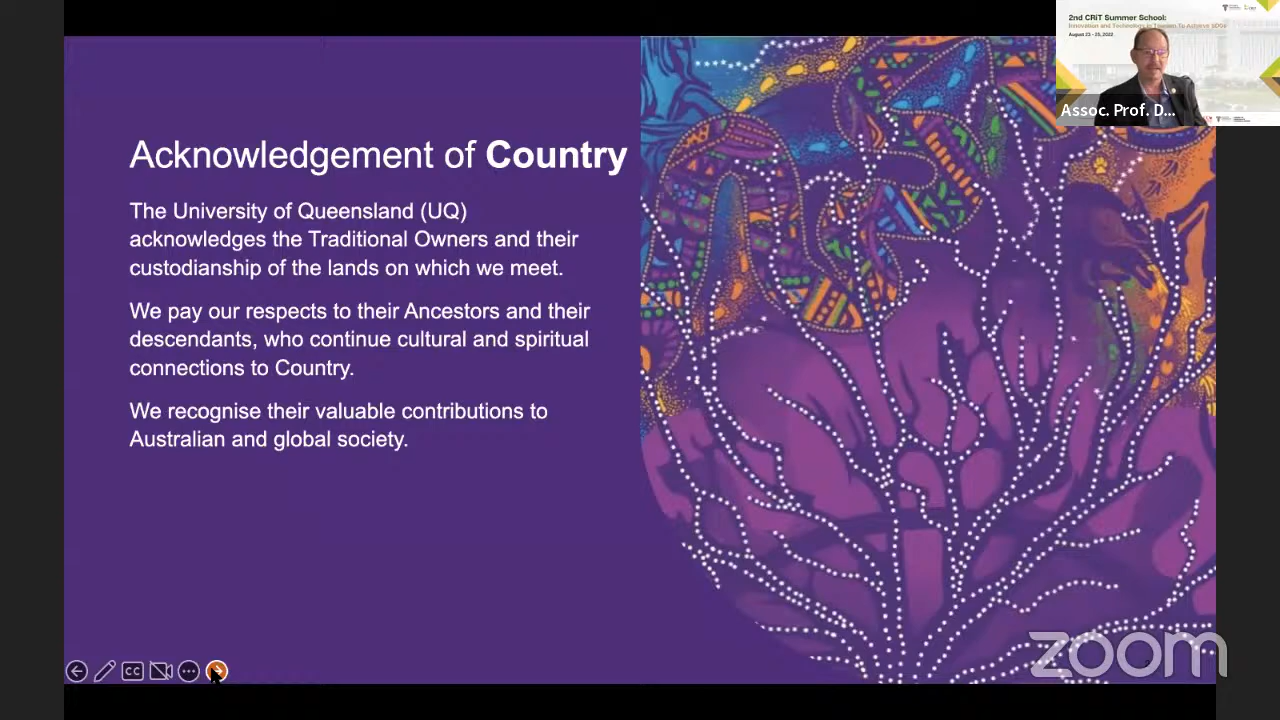 2nd CRiT Summer School:
Innovation and Technology in Tourism To Achieve SDGs
August 23 - 25, 2022
Assoc. Prof. D...
Acknowledgement of Country
The University of Queensland (UQ)
acknowledges the Traditional Owners and their
custodianship of the lands on which we meet.
We pay our respects to their Ancestors and their
descendants, who continue cultural and spiritual
connections to Country.
We recognise their valuable contributions to
Australian and global society.
CC
zoom